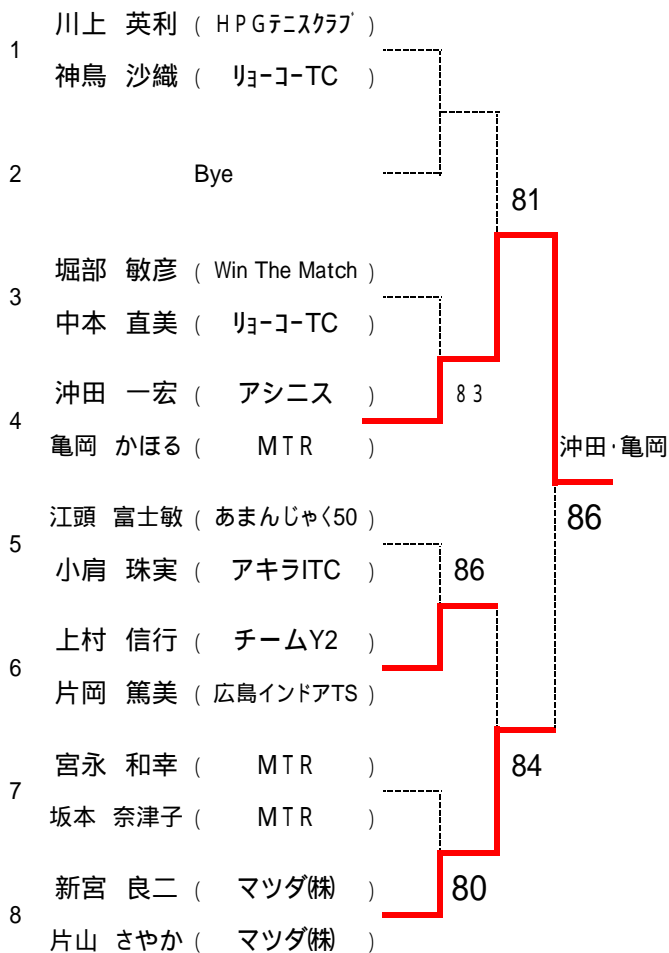 川上 英利 ( HPGテニスクラブ )
1
神鳥 沙織 ( リョーコーTC )
2 Bye
81
堀部 敏彦 ( Win The Match )
3
中本 直美 ( リョーコーTC )
沖田 一宏 ( アシニス ) 83
4
亀岡 かほる ( MTR ) 沖田・亀岡
江頭 富士敏 ( あまんじゃく50 ) 86
5
小肩 珠実 ( アキラITC ) 86
上村 信行 ( チームY2 )
6
片岡 篤美 ( 広島インドアTS )
宮永 和幸 ( MTR ) 84
7
坂本 奈津子 ( MTR )
新宮 良二 ( マツダ(株) ) 80
8
片山 さやか ( マツダ(株) )